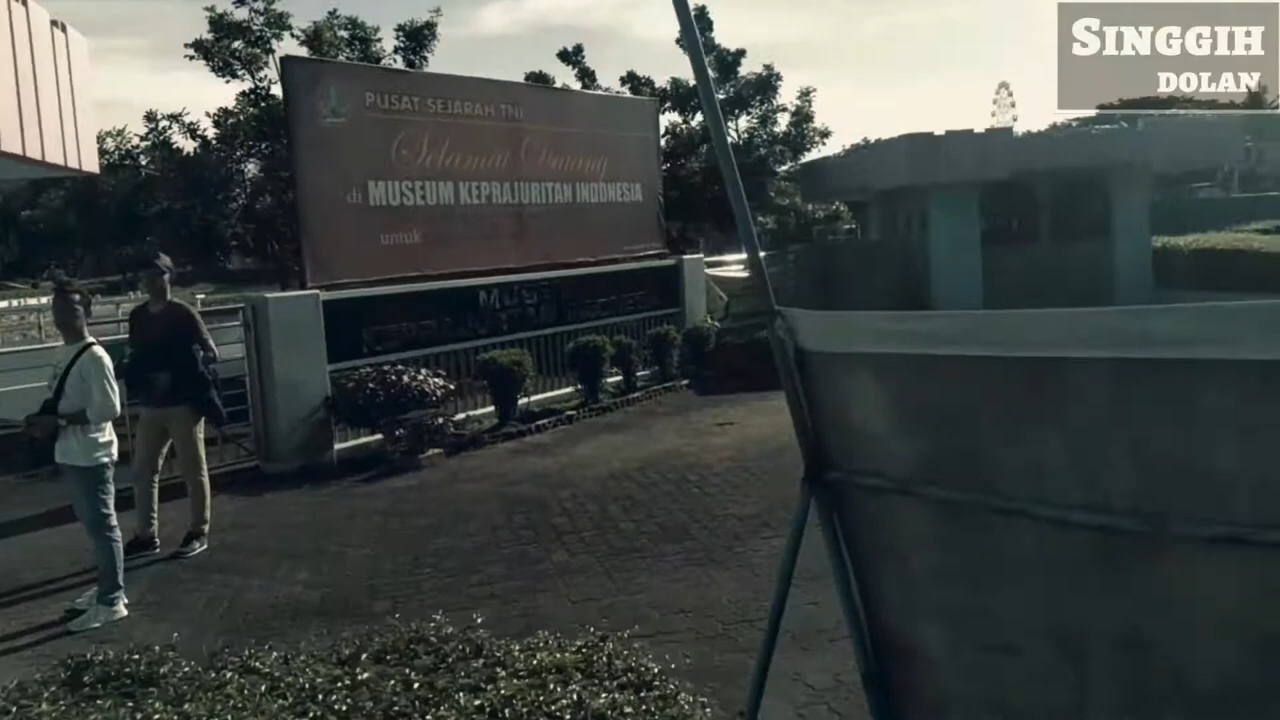 SINGGIH
DOLAN
PUSAT SEJARAH TNI
Selamat Datang
di MUSEUM KEPRAJURITAN INDONESIA
untuk